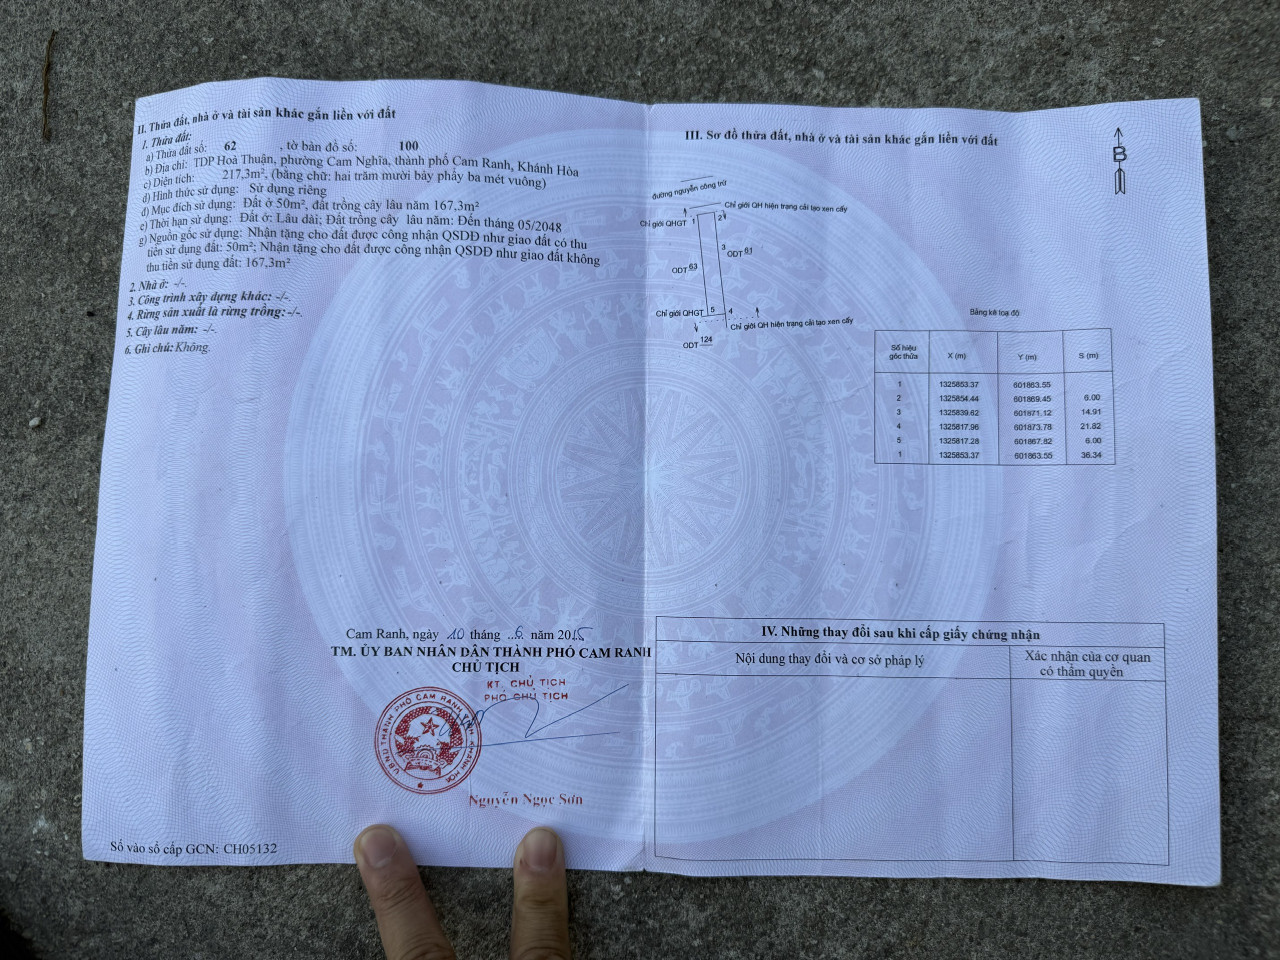 II. Thửa đất, nhà ở và tài sản khác gắn liền với đất
1. Thửa đất:
a) Thửa đất số: 62 , tờ bản đồ số: 100
b) Địa chỉ: TDP Hoà Thuận, phường Cam Nghĩa, thành phố Cam Ranh, Khánh Hòa
c) Diện tích: 217,3m², (bằng chữ: hai trăm mười bảy phẩy ba mét vuông)
d) Hình thức sử dụng: Sử dụng riêng
đ) Mục đích sử dụng: Đất ở 50m², đất trồng cây lâu năm 167,3m²
e) Thời hạn sử dụng: Đất ở: Lâu dài; Đất trồng cây lâu năm: Đến tháng 05/2048
g) Nguồn gốc sử dụng: Nhận tặng cho đất được công nhận QSDĐ như giao đất có thu
tiền sử dụng đất: 50m²; Nhận tặng cho đất được công nhận QSDĐ như giao đất không
thu tiền sử dụng đất: 167,3m²
2. Nhà ở: -/-.
3. Công trình xây dựng khác: -/-.
4. Rừng sản xuất là rừng trồng: -/-.
5. Cây lâu năm: -/-.
6. Ghi chú: Không.
Cam Ranh, ngày 10 tháng 6 năm 2015
TM. ỦY BAN NHÂN DÂN THÀNH PHỐ CAM RANH
CHỦ TỊCH
KT. CHỦ TỊCH
PHÓ CHỦ TỊCH
UBND THÀNH PHỐ CAM RANH TỈNH KHÁNH HÒA
Nguyễn Ngọc Sơn
Số vào sổ cấp GCN: CH05132
III. Sơ đồ thửa đất, nhà ở và tài sản khác gắn liền với đất
B
đường nguyễn công trứ
Chỉ giới QH hiện trạng cải tạo xen cấy
Chỉ giới QHGT 1 2
3
ODT 61
ODT 63
Chỉ giới QHGT 5 4
Chỉ giới QH hiện trạng cải tạo xen cấy
ODT 124
Bảng kê toạ độ
Số hiệu góc thửa X (m) Y (m) S (m)
1 1325853.37 601863.55
2 1325854.44 601869.45 6.00
3 1325839.62 601871.12 14.91
4 1325817.96 601873.78 21.82
5 1325817.28 601867.82 6.00
1 1325853.37 601863.55 36.34
IV. Những thay đổi sau khi cấp giấy chứng nhận
Nội dung thay đổi và cơ sở pháp lý
Xác nhận của cơ quan
có thẩm quyền